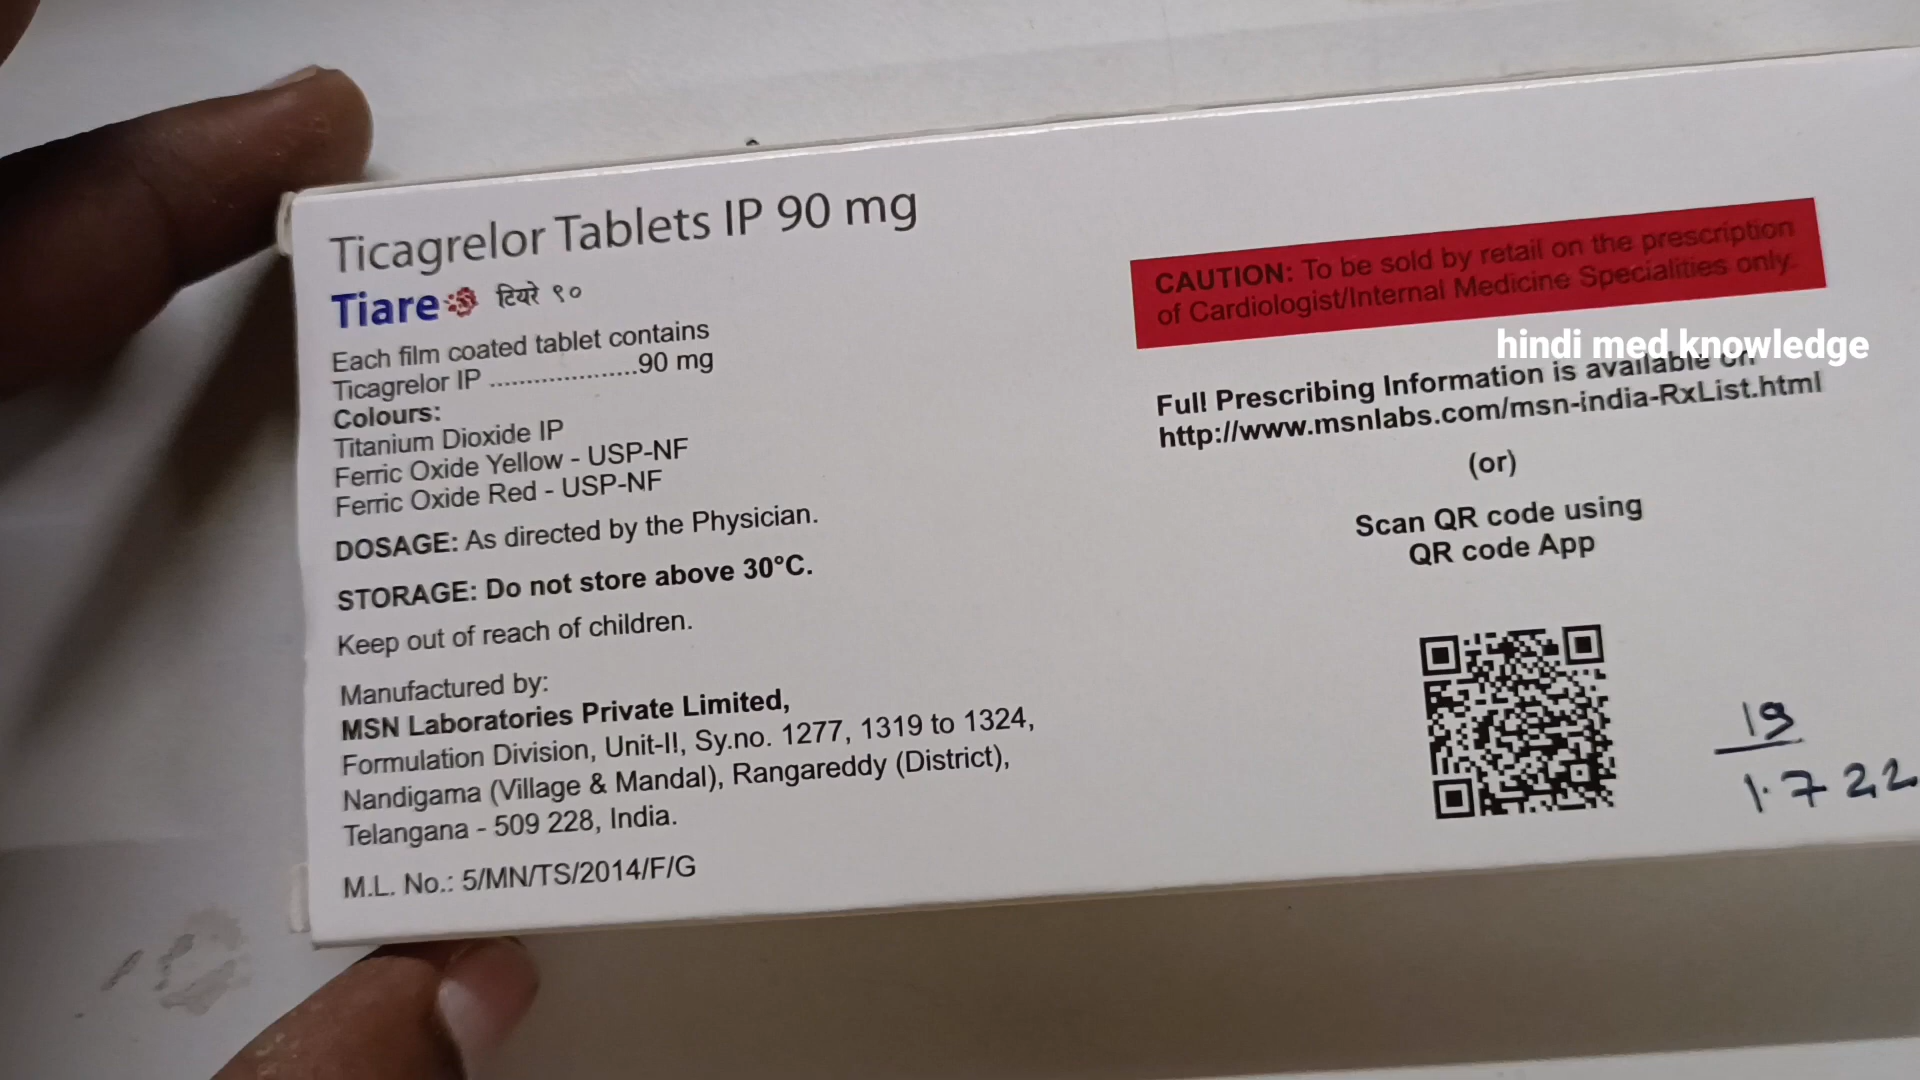 Ticagrelor Tablets IP 90 mg
Tiare टियरे ९०
Each film coated tablet contains
Ticagrelor IP ....................90 mg
Colours:
Titanium Dioxide IP
Ferric Oxide Yellow - USP-NF
Ferric Oxide Red - USP-NF
DOSAGE: As directed by the Physician.
STORAGE: Do not store above 30°C.
Keep out of reach of children.
Manufactured by:
MSN Laboratories Private Limited,
Formulation Division, Unit-II, Sy.no. 1277, 1319 to 1324,
Nandigama (Village & Mandal), Rangareddy (District),
Telangana - 509 228, India.
M.L. No.: 5/MN/TS/2014/F/G
CAUTION: To be sold by retail on the prescription
of Cardiologist/Internal Medicine Specialities only.
hindi med knowledge
Full Prescribing Information is available on
http://www.msnlabs.com/msn-india-RxList.html
(or)
Scan QR code using
QR code App
19
1.722